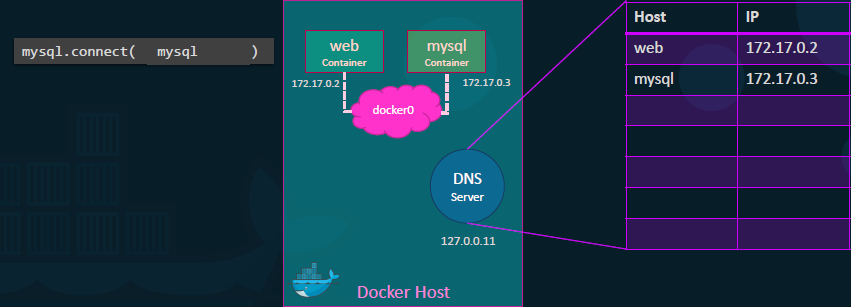 mysql.connect( mysql )
web
Container
mysql
Container
172.17.0.2
172.17.0.3
docker0
DNS
Server
127.0.0.11
Docker Host
Host IP
web 172.17.0.2
mysql 172.17.0.3